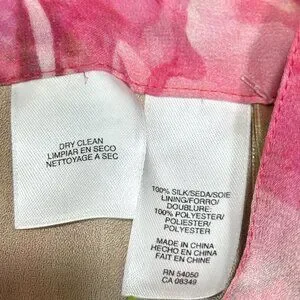 DRY CLEAN
LIMPIAR EN SECO
NETTOYAGE A SEC
100% SILK/SEDA/SOIE
LINING/FORRO/
DOUBLURE:
100% POLYESTER/
POLIESTER/
POLYESTER
MADE IN CHINA
HECHO EN CHINA
FAIT EN CHINE
RN 54050
CA 08349